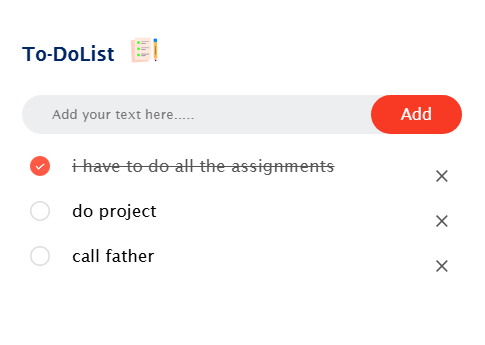 To-DoList
Add your text here.....
Add
i have to do all the assignments
do project
call father